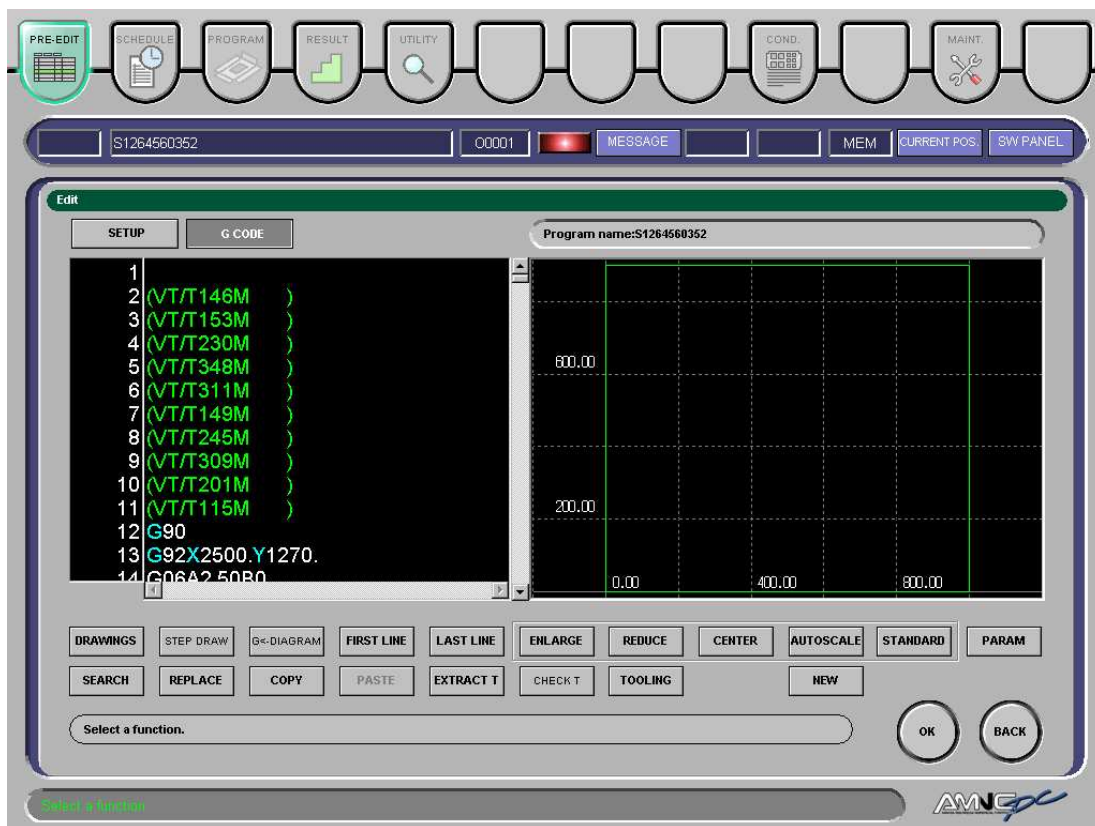 PRE-EDIT SCHEDULE PROGRAM RESULT UTILITY COND. MAINT.
S1264560352 O0001 MESSAGE MEM CURRENT POS. SW PANEL
Edit
SETUP G CODE Program name:S1264560352
1
2 (VT/T146M )
3 (VT/T153M )
4 (VT/T230M )
5 (VT/T348M )
6 (VT/T311M )
7 (VT/T149M )
8 (VT/T245M )
9 (VT/T309M )
10 (VT/T201M )
11 (VT/T115M )
12 G90
13 G92X2500.Y1270.
14 G06A2.50B0
600.00
200.00
0.00 400.00 800.00
DRAWINGS STEP DRAW G<-DIAGRAM FIRST LINE LAST LINE ENLARGE REDUCE CENTER AUTOSCALE STANDARD PARAM
SEARCH REPLACE COPY PASTE EXTRACT T CHECK T TOOLING NEW
Select a function. OK BACK
Select a function.
AMNC PC